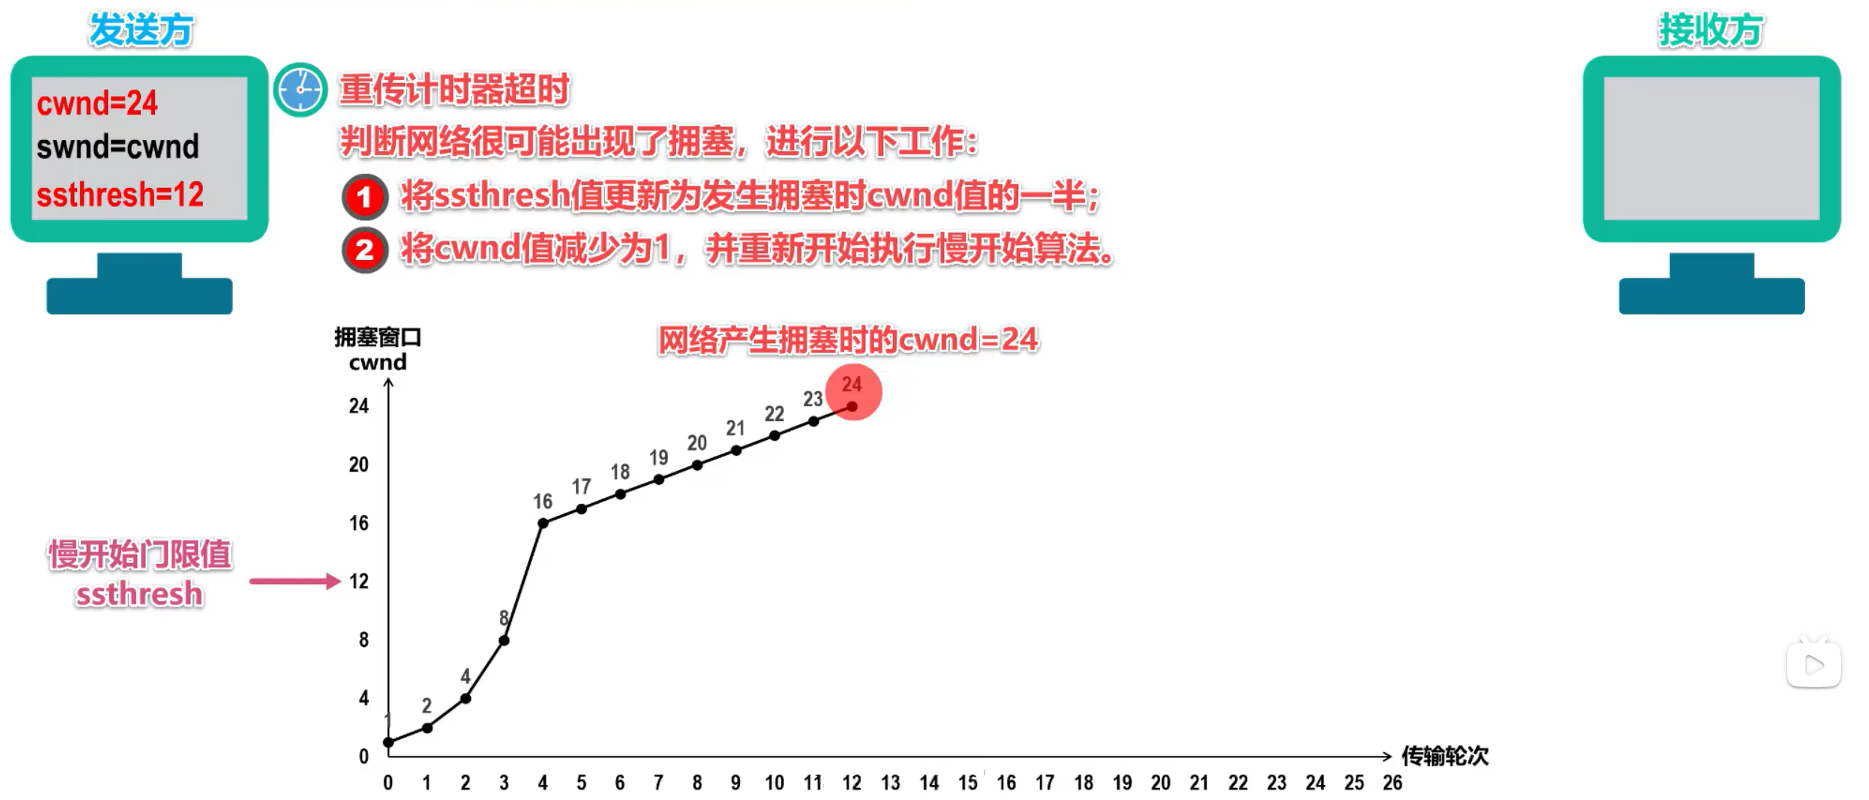 发送方
接收方
cwnd=24
swnd=cwnd
ssthresh=12
重传计时器超时
判断网络很可能出现了拥塞，进行以下工作：
1 将ssthresh值更新为发生拥塞时cwnd值的一半；
2 将cwnd值减少为1，并重新开始执行慢开始算法。
拥塞窗口
cwnd
网络产生拥塞时的cwnd=24
24
20
16
12
8
4
0
慢开始门限值
ssthresh
1
2
4
8
16
17
18
19
20
21
22
23
24
传输轮次
0 1 2 3 4 5 6 7 8 9 10 11 12 13 14 15 16 17 18 19 20 21 22 23 24 25 26